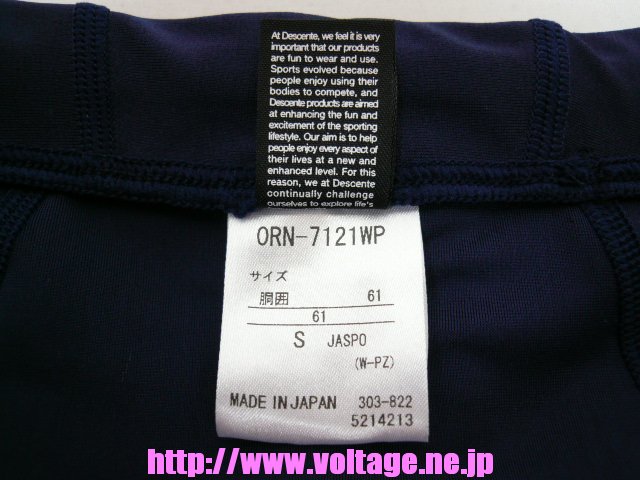 At Descente, we feel it is very
important that our products
are fun to wear and use.
Sports evolved because
people enjoy using their
bodies to compete, and
Descente products are aimed
at enhancing the fun and
excitement of the sporting
lifestyle. Our aim is to help
people enjoy every aspect of
their lives at a new and
enhanced level. For this
reason, we at Descente
continually challenge
ourselves to explore life's
ORN-7121WP
サイズ
胴囲 61
61
S JASPO
(W-PZ)
MADE IN JAPAN 303-822
5214213
http://www.voltage.ne.jp